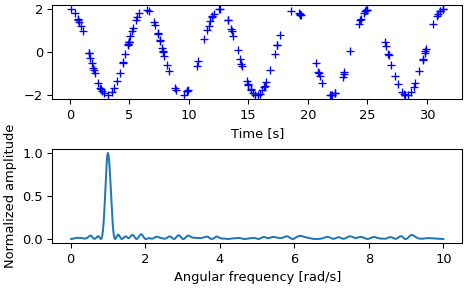 2
0
−2
0 5 10 15 20 25 30
Time [s]
Normalized amplitude
1.0
0.5
0.0
0 2 4 6 8 10
Angular frequency [rad/s]